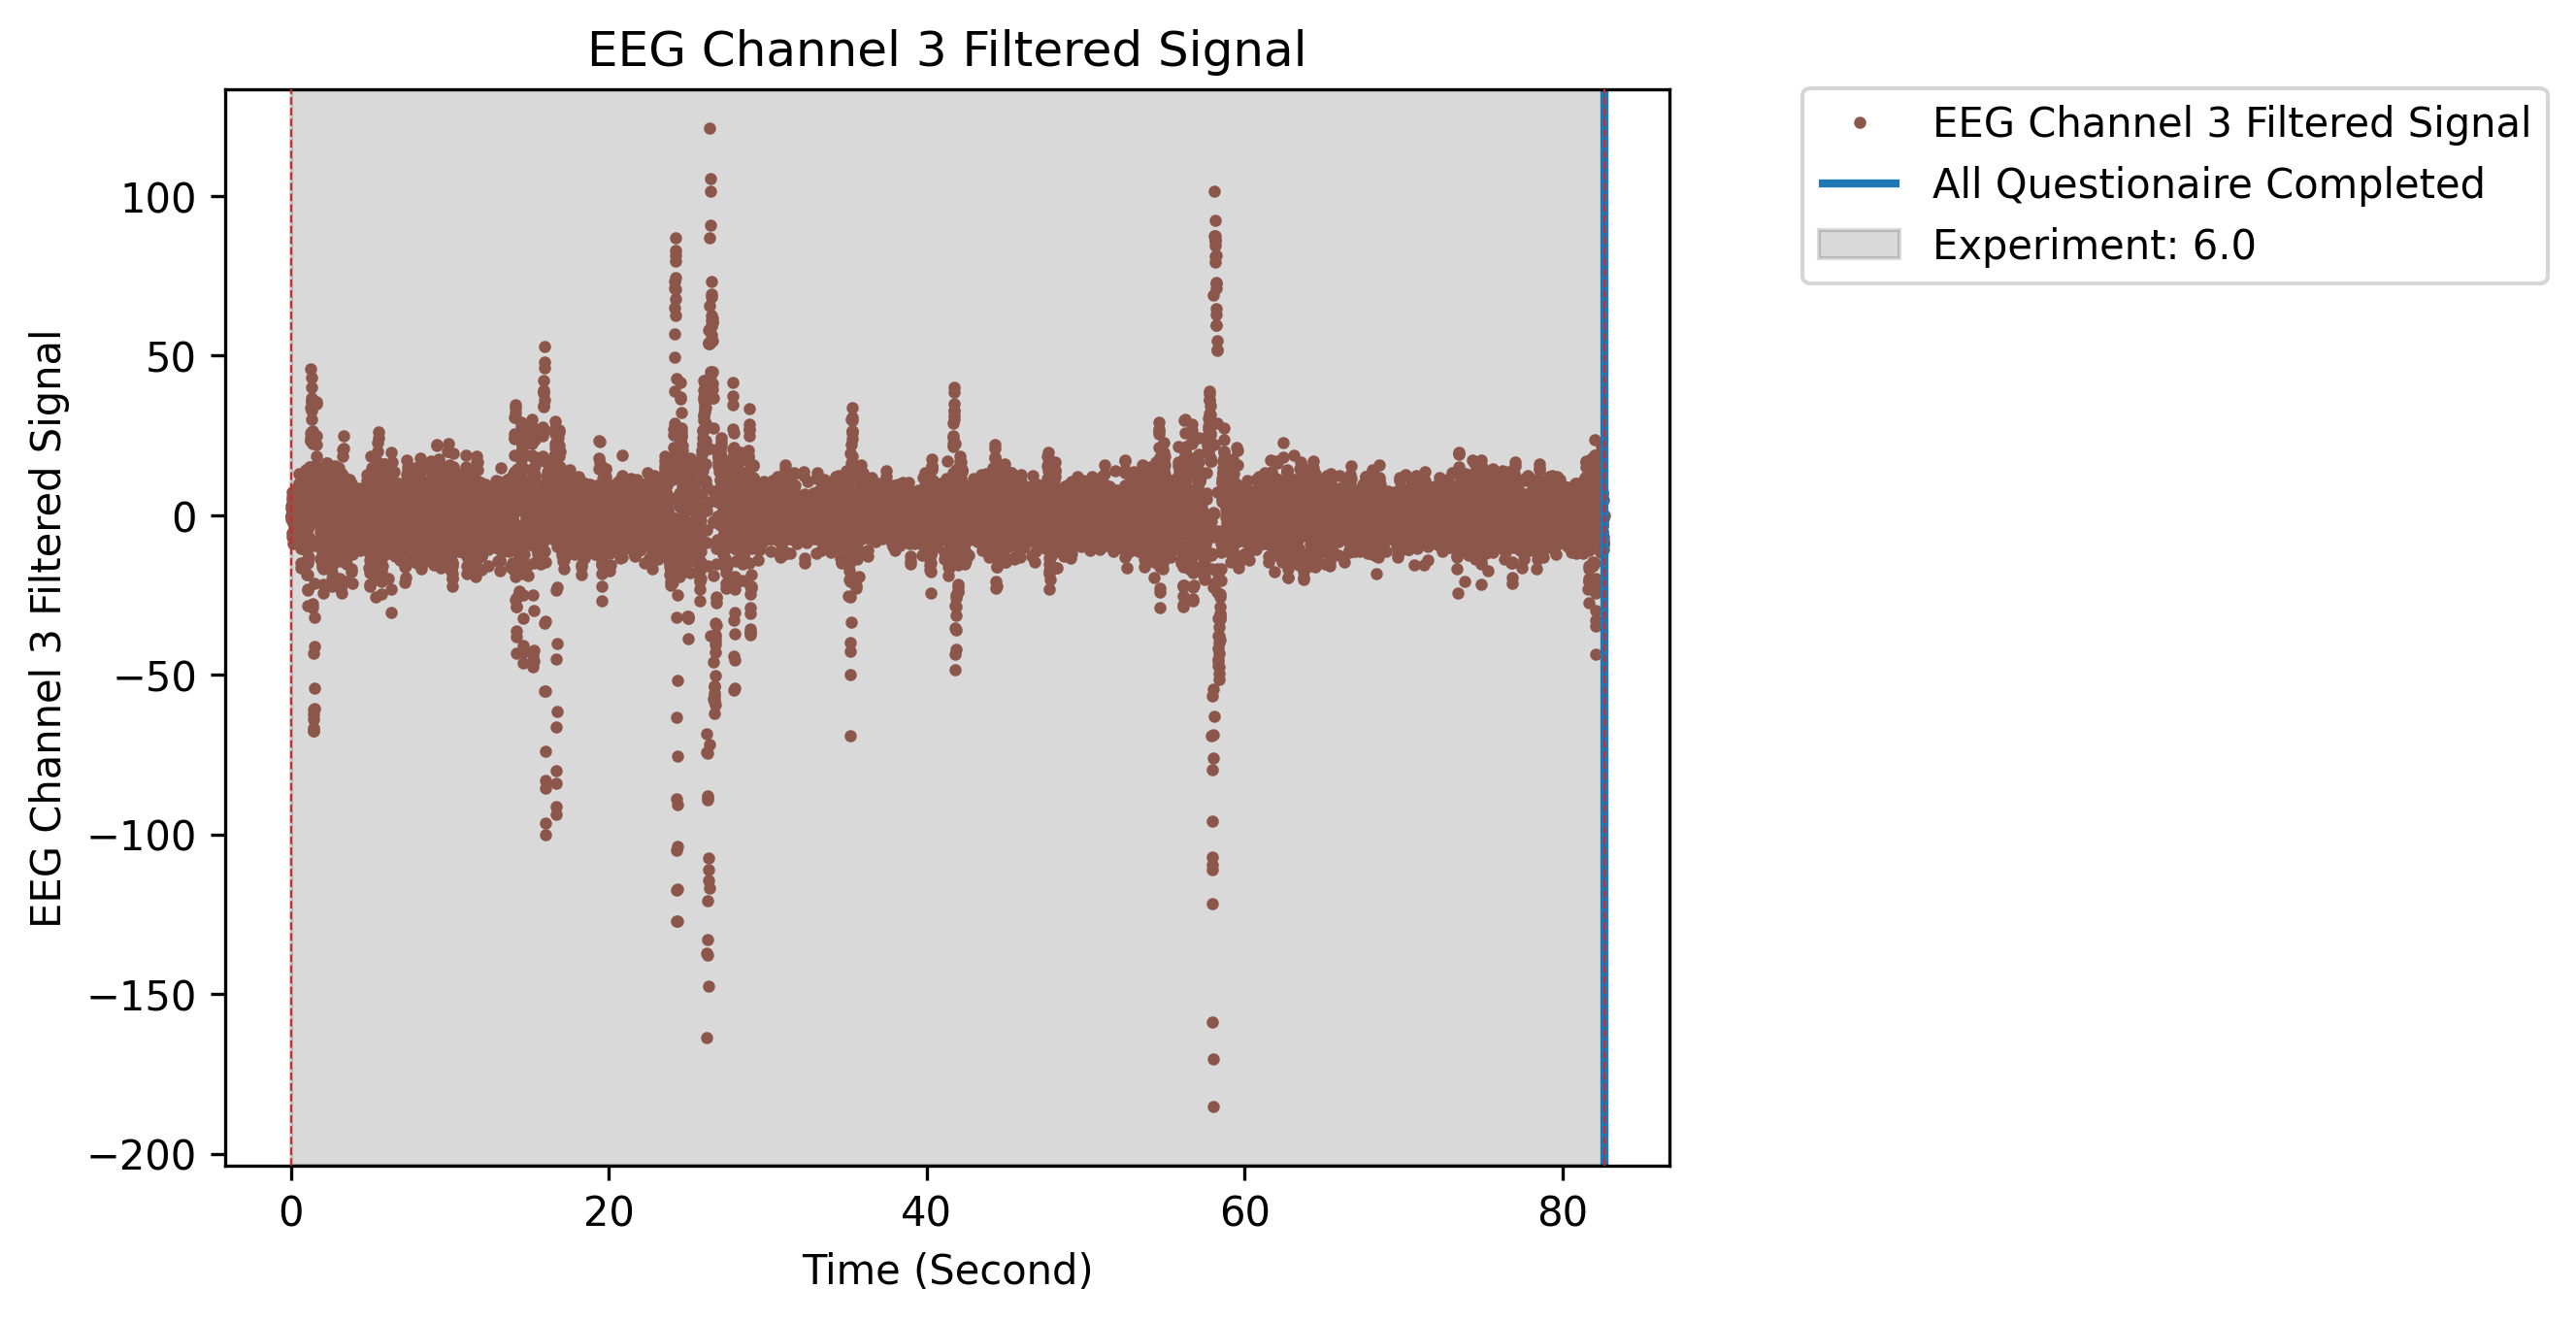 EEG Channel 3 Filtered Signal
EEG Channel 3 Filtered Signal
All Questionaire Completed
Experiment: 6.0
EEG Channel 3 Filtered Signal
100
50
0
−50
−100
−150
−200
0 20 40 60 80
Time (Second)